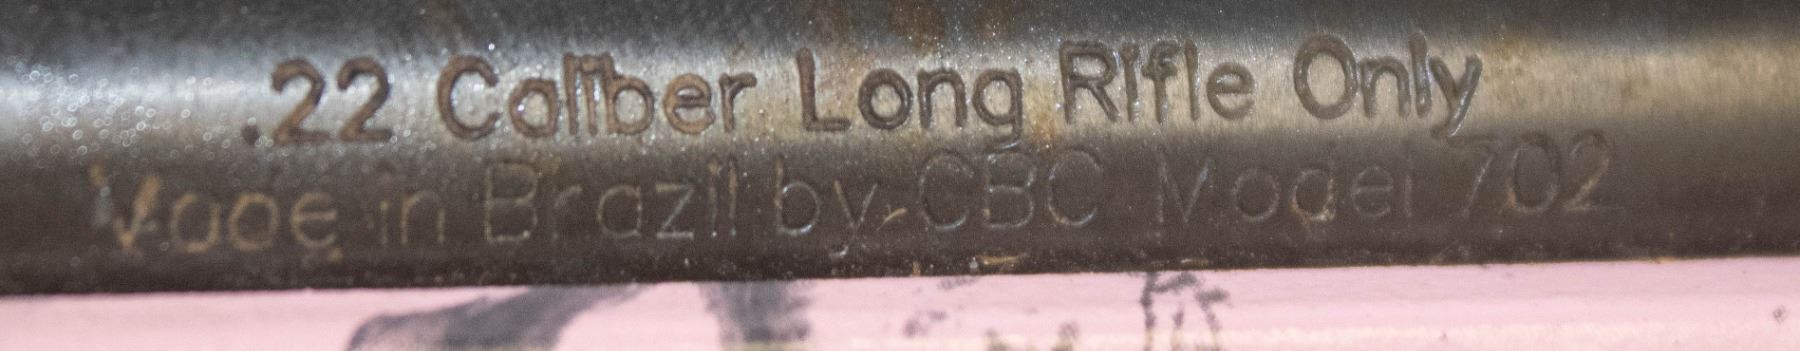 .22 Caliber Long Rifle Only
Made in Brazil by CBC Model 702